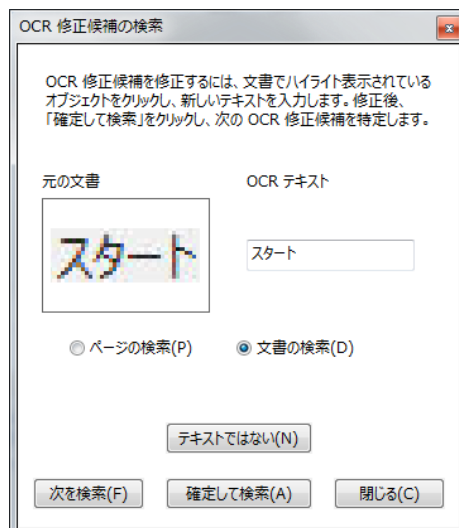 OCR 修正候補の検索
OCR 修正候補を修正するには、文書でハイライト表示されている
オブジェクトをクリックし、新しいテキストを入力します。修正後、
「確定して検索」をクリックし、次の OCR 修正候補を特定します。
元の文書 OCR テキスト
スタート スタート
ページの検索(P) 文書の検索(D)
テキストではない(N)
次を検索(F) 確定して検索(A) 閉じる(C)